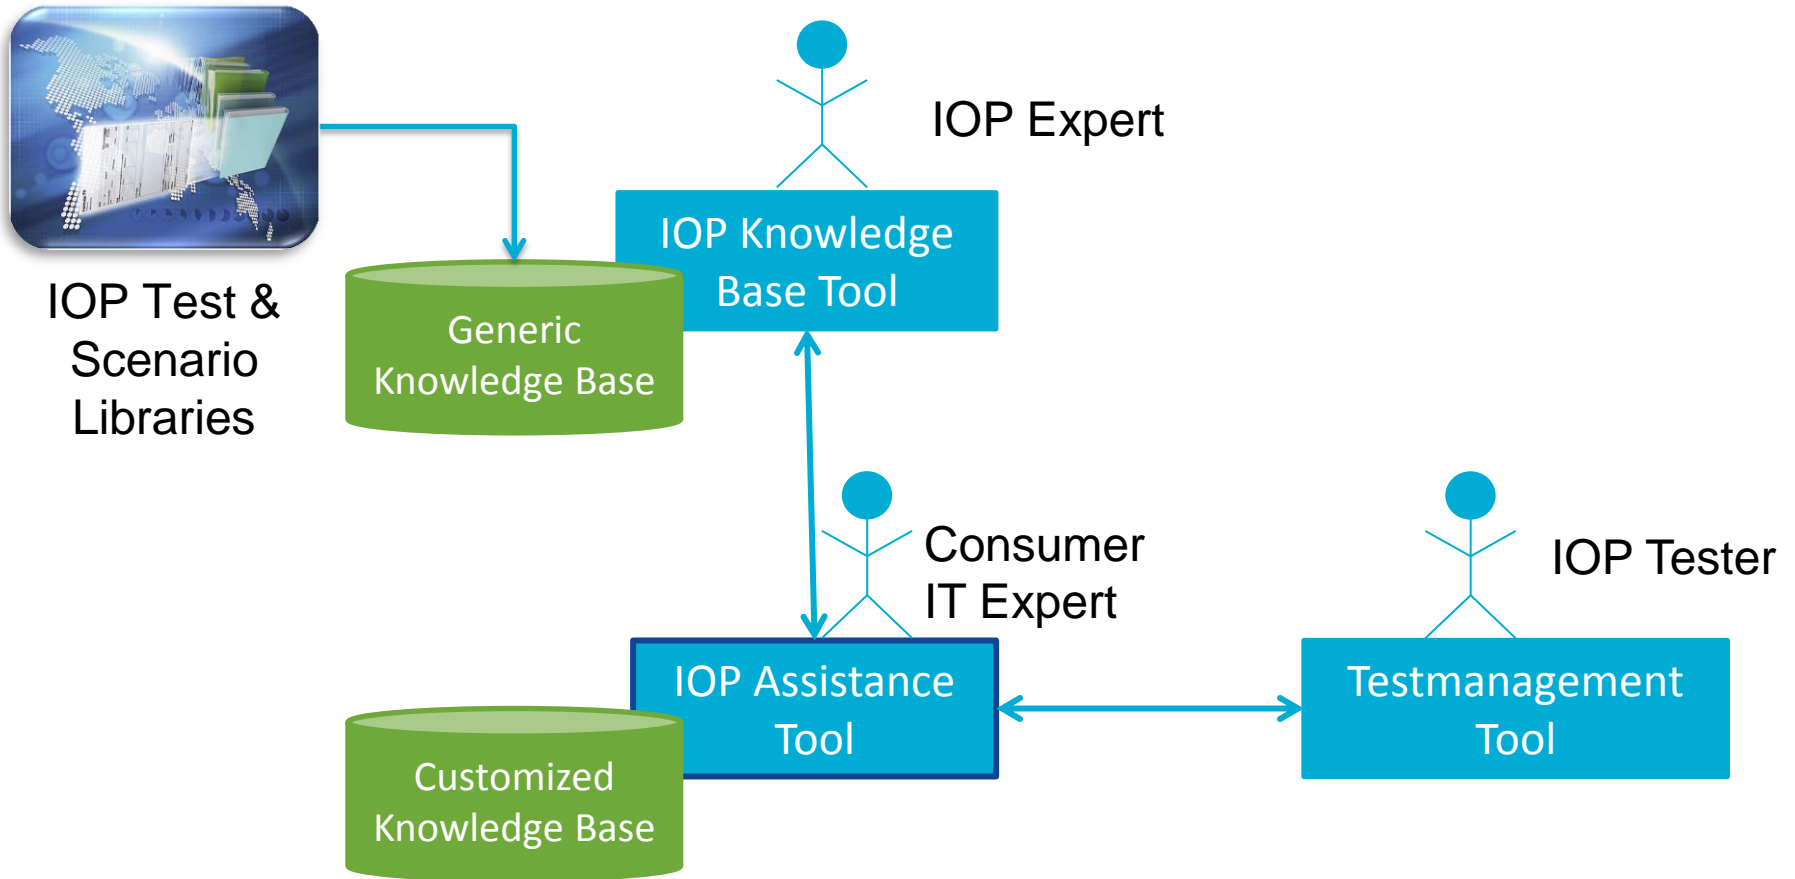 IOP Expert
IOP Knowledge
Base Tool
IOP Test &
Scenario
Libraries
Generic
Knowledge Base
Consumer
IT Expert
IOP Tester
IOP Assistance
Tool
Testmanagement
Tool
Customized
Knowledge Base